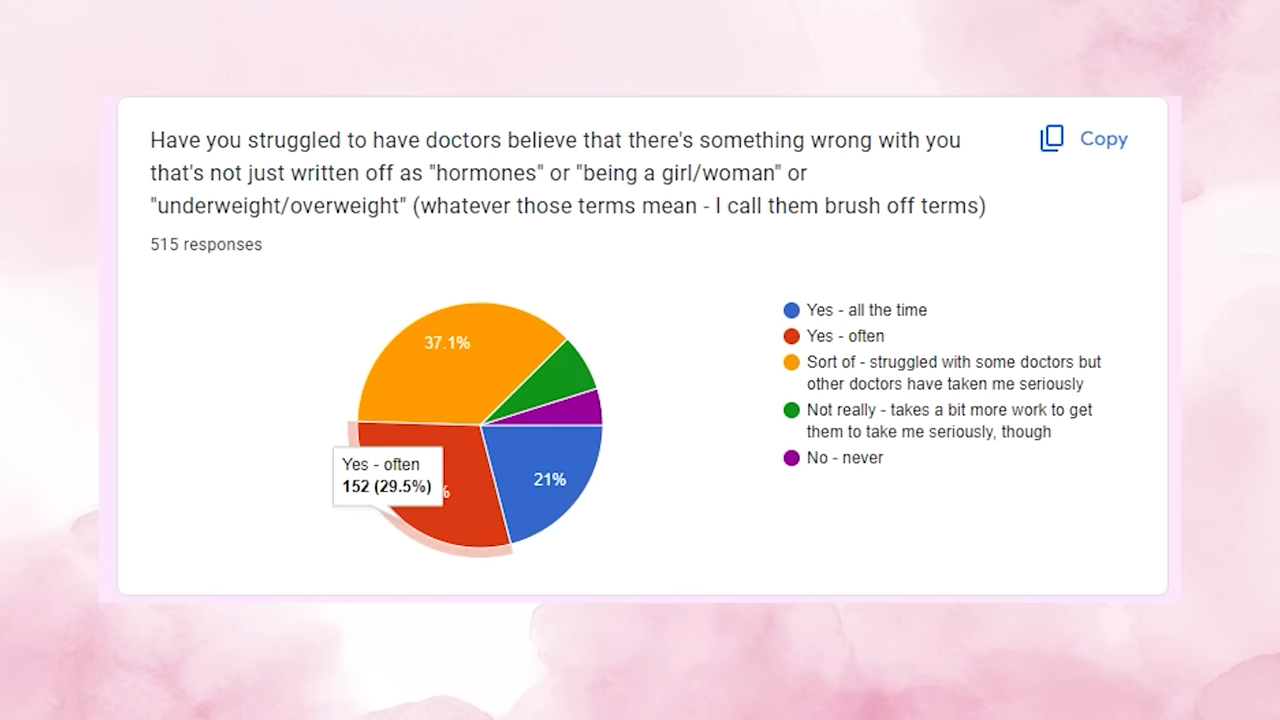 Have you struggled to have doctors believe that there's something wrong with you
that's not just written off as "hormones" or "being a girl/woman" or
"underweight/overweight" (whatever those terms mean - I call them brush off terms)
Copy
515 responses
37.1%
21%
%
Yes - often
152 (29.5%)
Yes - all the time
Yes - often
Sort of - struggled with some doctors but
other doctors have taken me seriously
Not really - takes a bit more work to get
them to take me seriously, though
No - never